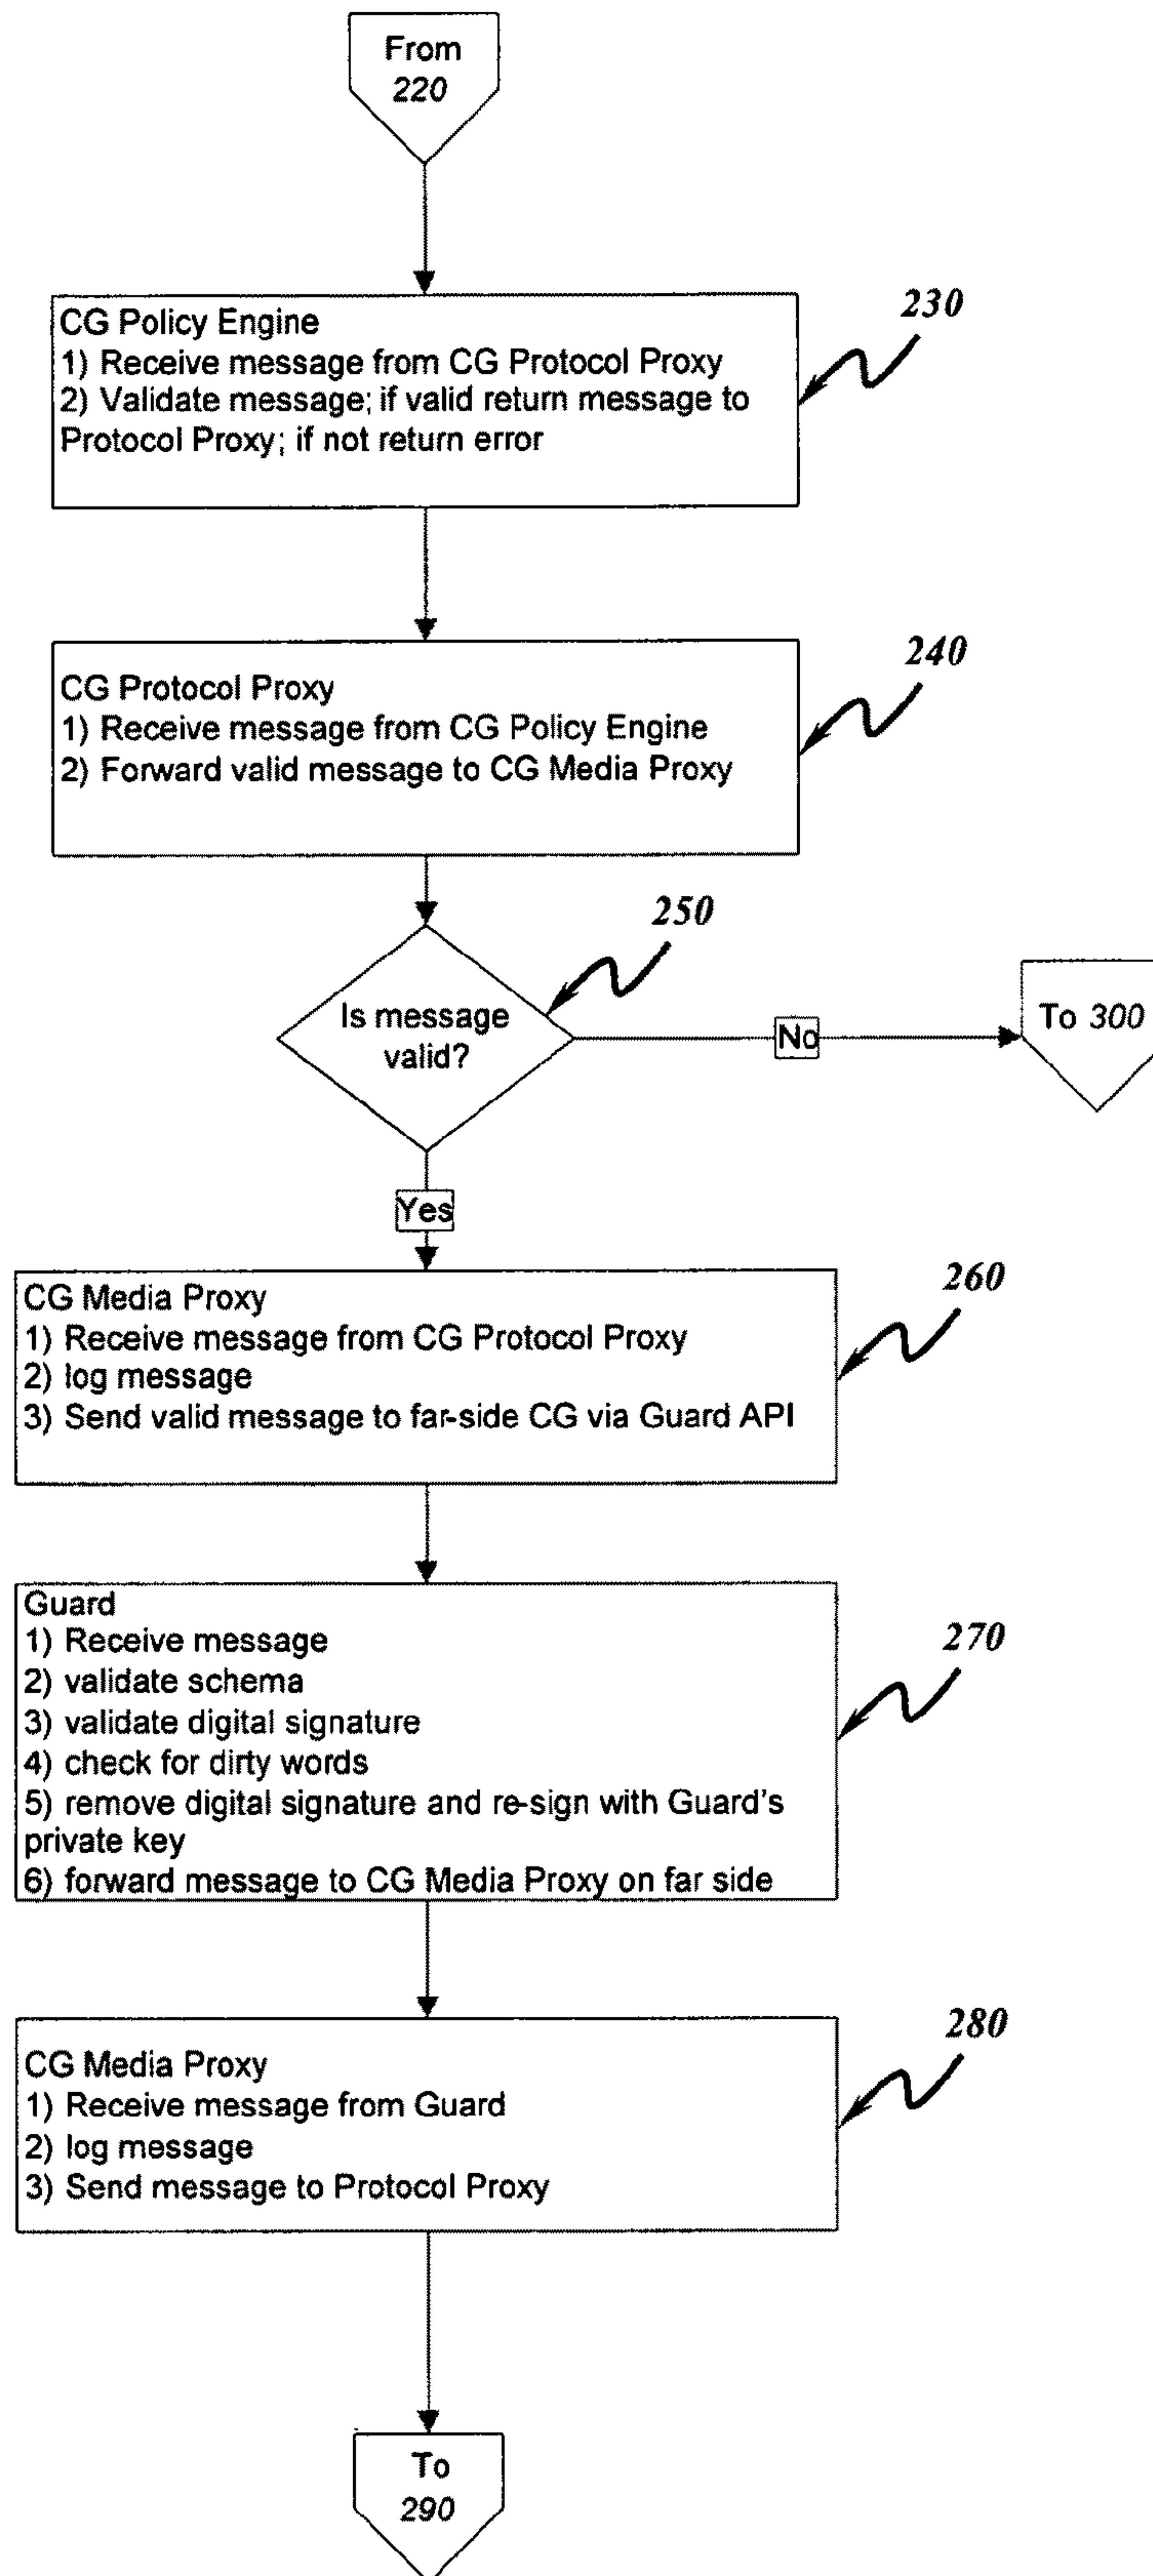 From
220
230
CG Policy Engine
1) Receive message from CG Protocol Proxy
2) Validate message; if valid return message to
Protocol Proxy; if not return error
240
CG Protocol Proxy
1) Receive message from CG Policy Engine
2) Forward valid message to CG Media Proxy
250
Is message
valid?
No
To 300
Yes
260
CG Media Proxy
1) Receive message from CG Protocol Proxy
2) log message
3) Send valid message to far-side CG via Guard API
270
Guard
1) Receive message
2) validate schema
3) validate digital signature
4) check for dirty words
5) remove digital signature and re-sign with Guard's
private key
6) forward message to CG Media Proxy on far side
280
CG Media Proxy
1) Receive message from Guard
2) log message
3) Send message to Protocol Proxy
To
290